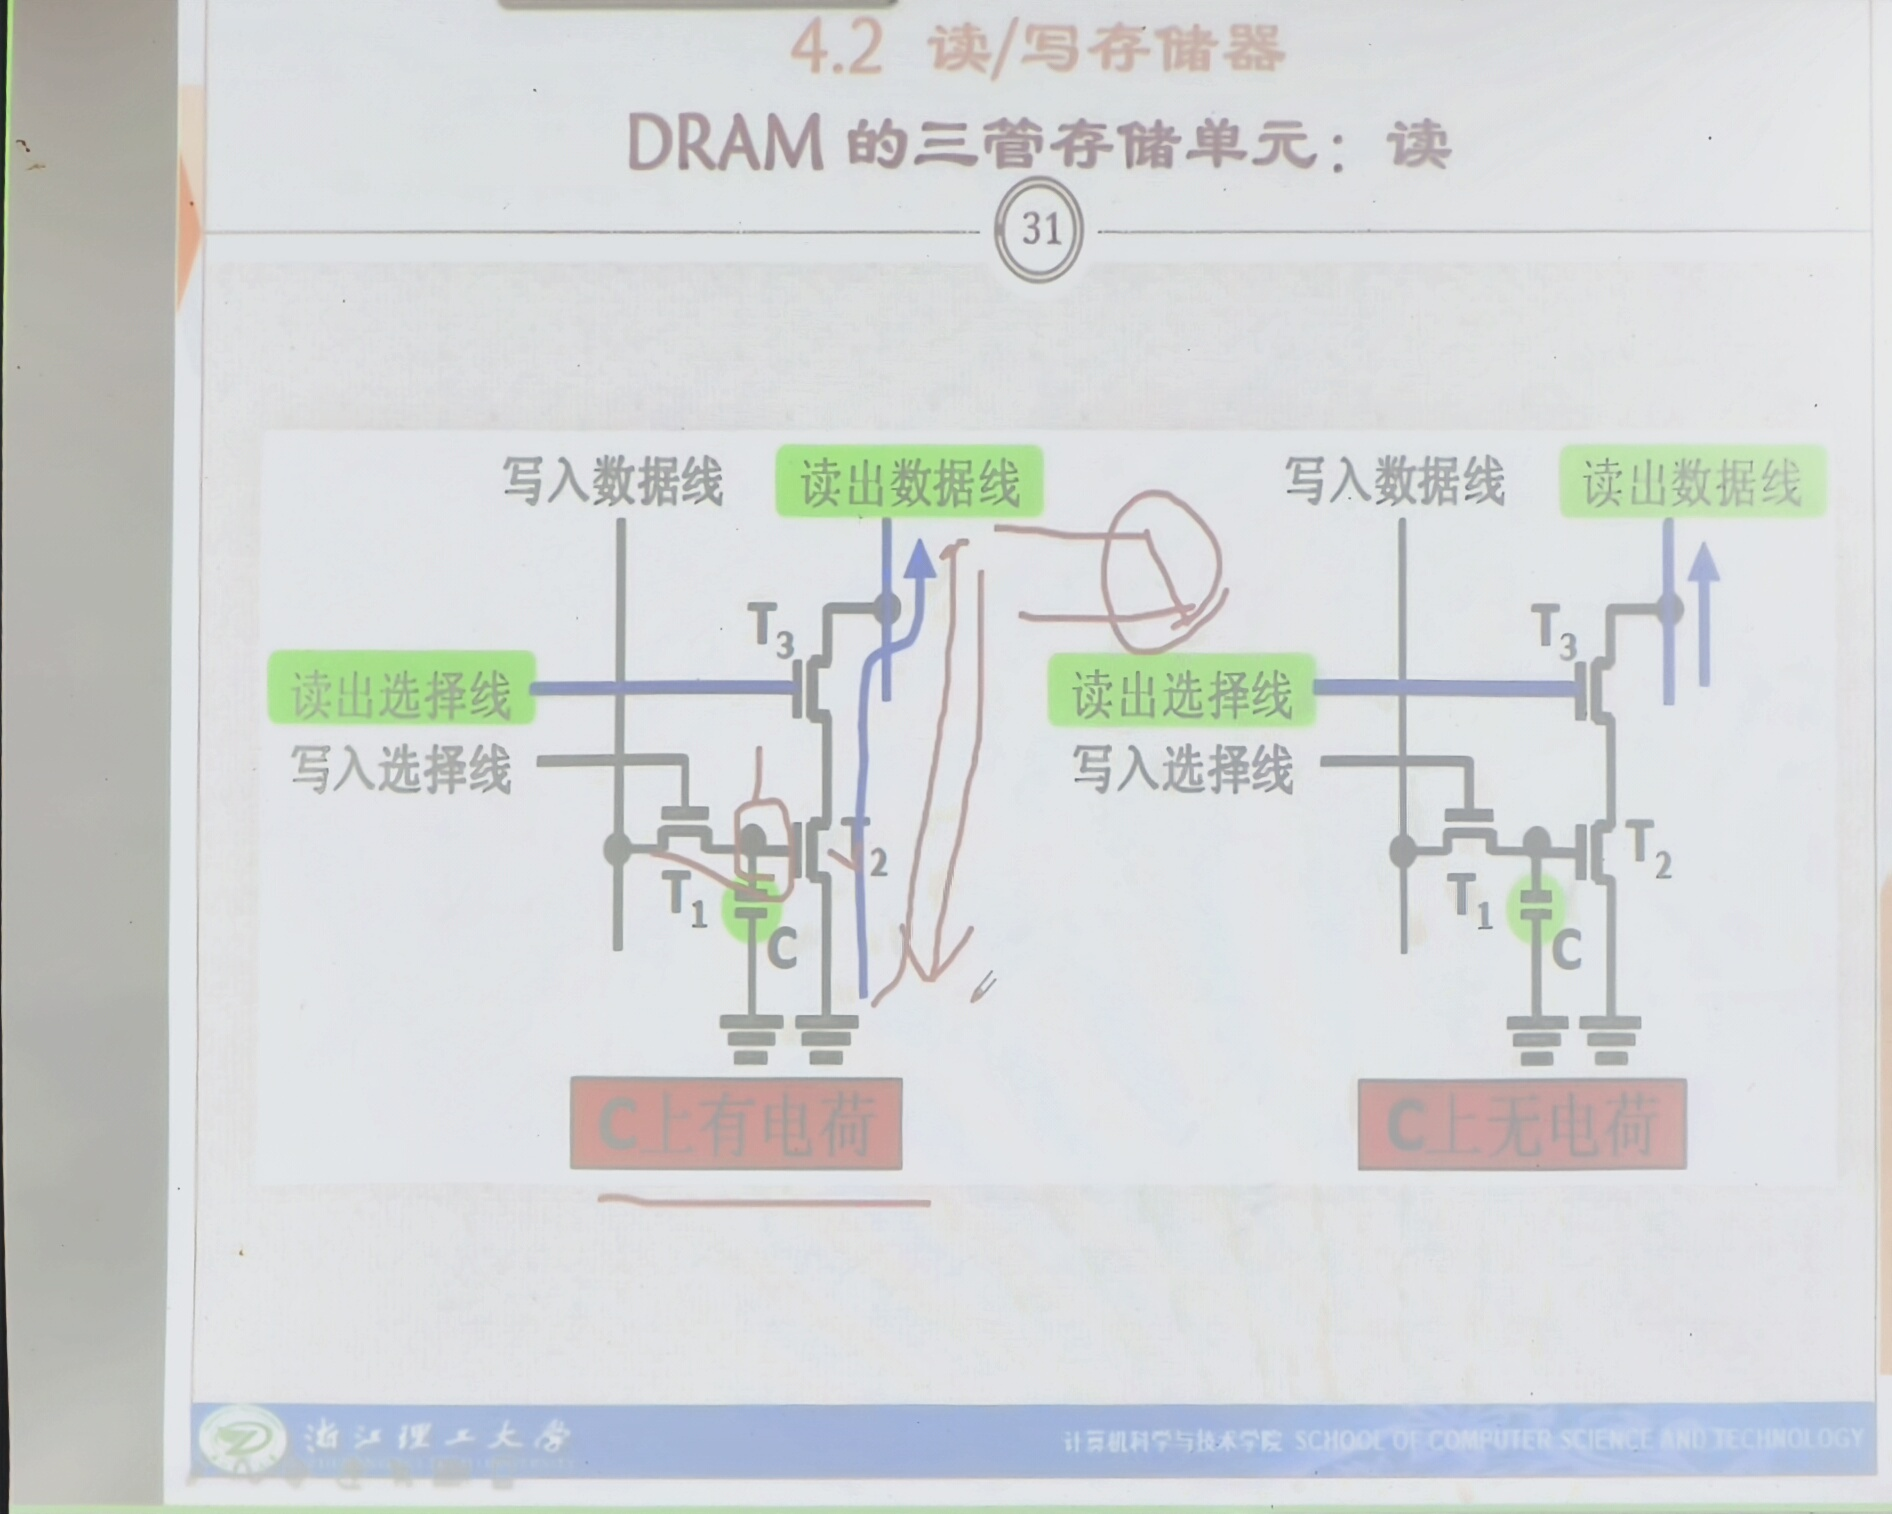 4.2 读/写存储器
DRAM 的三管存储单元：读
31
写入数据线
读出数据线
T3
读出选择线
写入选择线
T1
T2
C
C上有电荷
写入数据线
读出数据线
T3
读出选择线
写入选择线
T1
T2
C
C上无电荷
浙江理工大学
计算机科学与技术学院 SCHOOL OF COMPUTER SCIENCE AND TECHNOLOGY